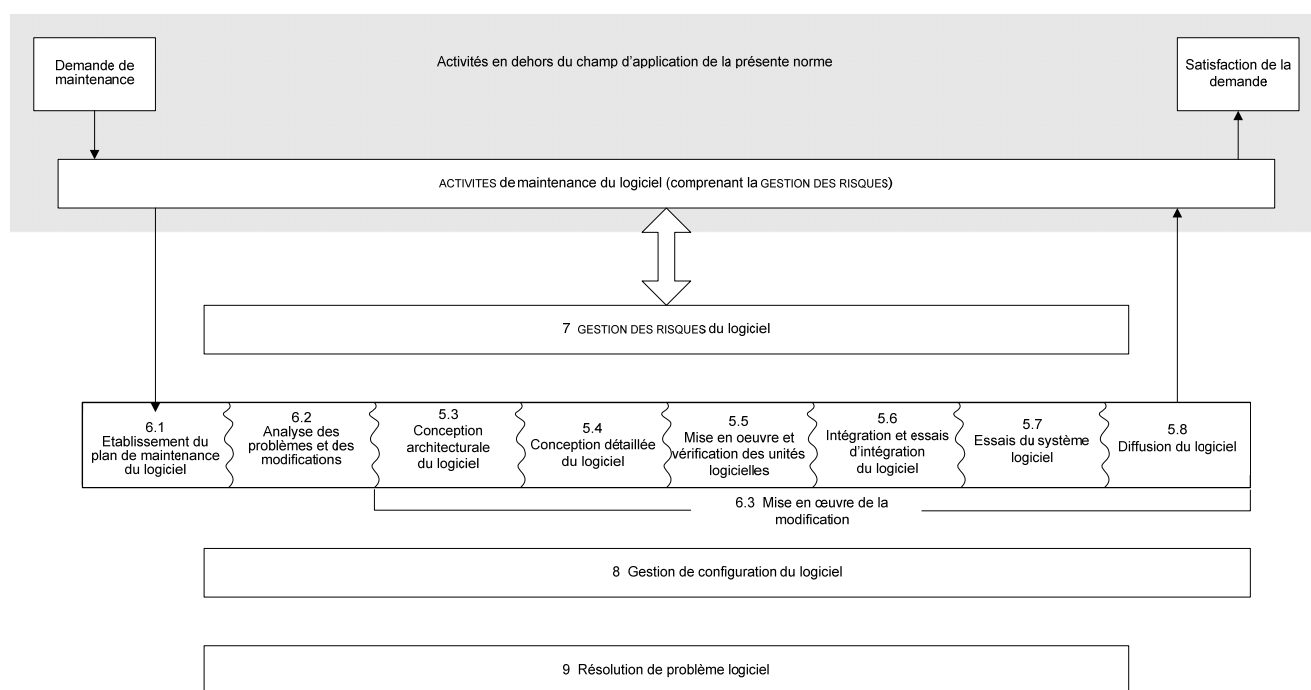 Demande de
maintenance
Activités en dehors du champ d'application de la présente norme
Satisfaction de la
demande
ACTIVITES de maintenance du logiciel (comprenant la GESTION DES RISQUES)
7 GESTION DES RISQUES du logiciel
6.1
Etablissement du
plan de maintenance
du logiciel
6.2
Analyse des
problèmes et des
modifications
5.3
Conception
architecturale
du logiciel
5.4
Conception détaillée
du logiciel
5.5
Mise en oeuvre et
vérification des unités
logicielles
5.6
Intégration et essais
d'intégration
du logiciel
5.7
Essais du système
logiciel
5.8
Diffusion du logiciel
6.3 Mise en œuvre de la
modification
8 Gestion de configuration du logiciel
9 Résolution de problème logiciel